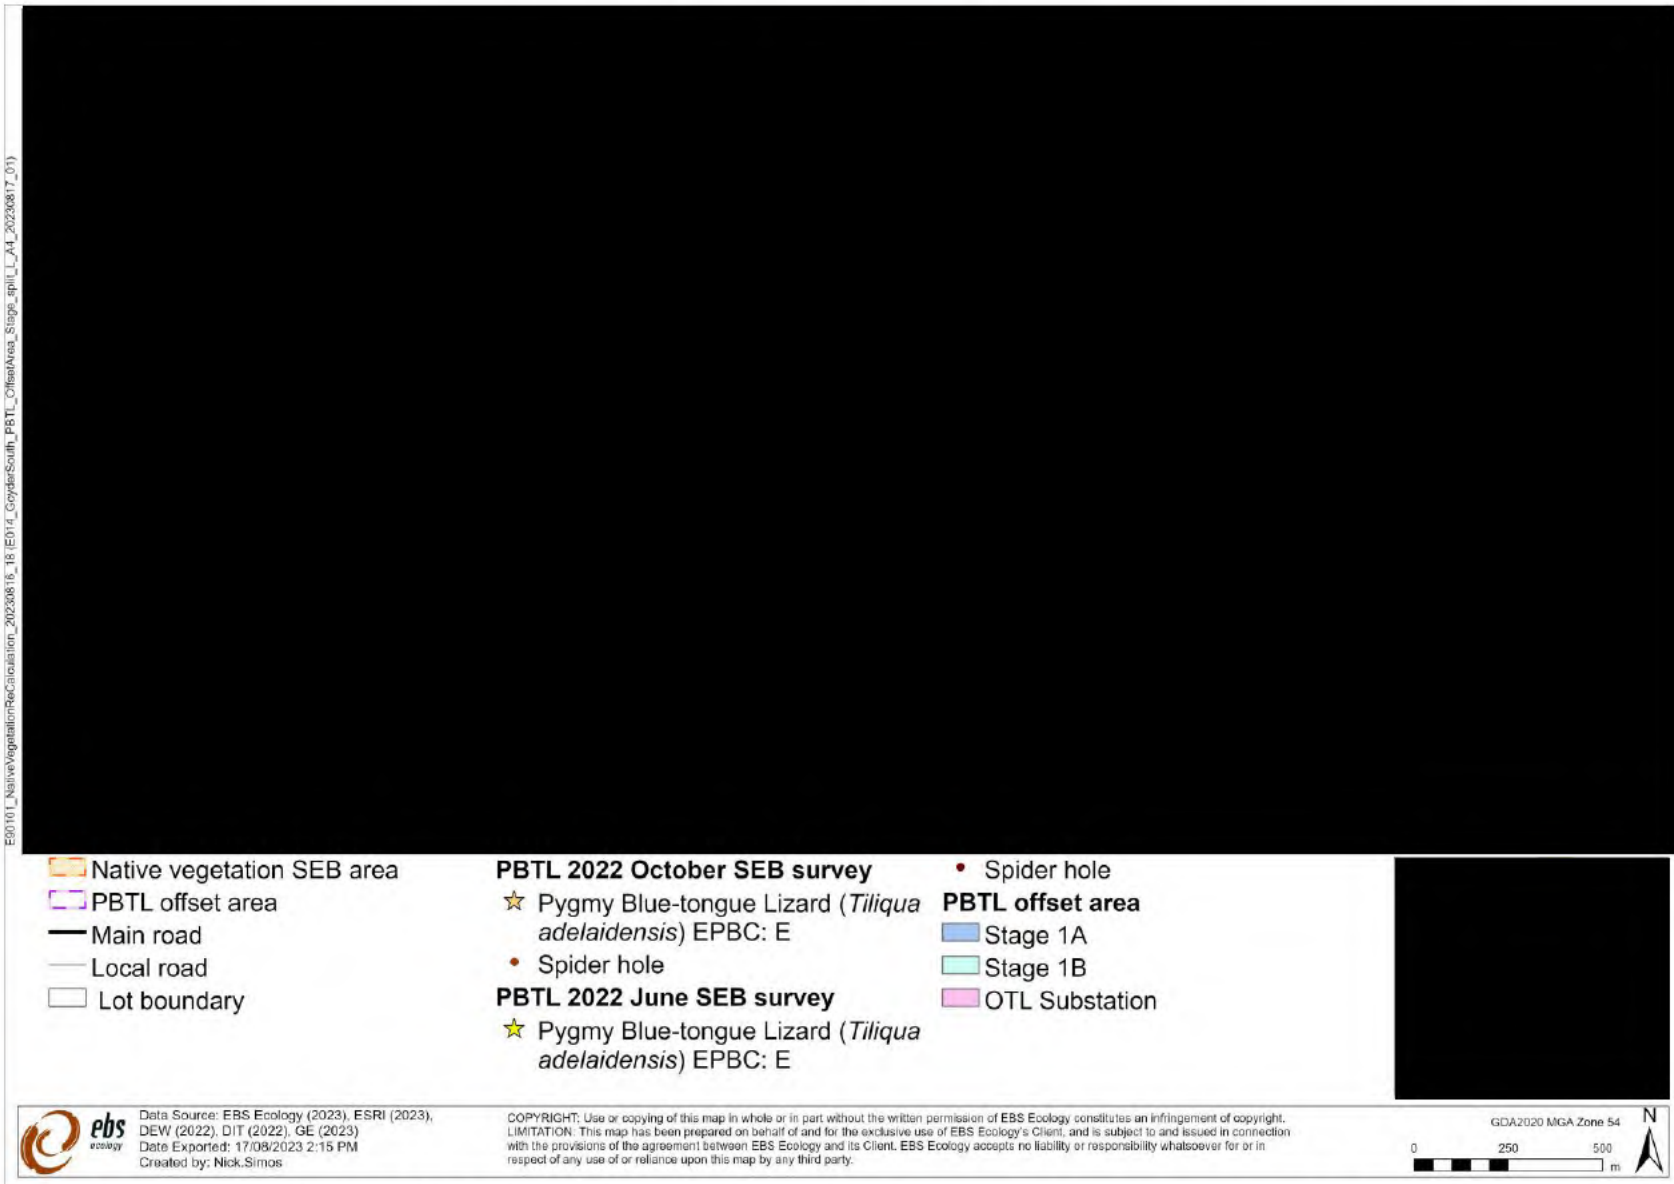 E90101_NativeVegetationReCalculation_20230816_18 (E014_GoyderSouth_PBTL_OffsetArea_Stage_split_L_A4_20230817_01)
Native vegetation SEB area
PBTL offset area
Main road
Local road
Lot boundary
PBTL 2022 October SEB survey
Pygmy Blue-tongue Lizard (Tiliqua
adelaidensis) EPBC: E
Spider hole
PBTL 2022 June SEB survey
Pygmy Blue-tongue Lizard (Tiliqua
adelaidensis) EPBC: E
Spider hole
PBTL offset area
Stage 1A
Stage 1B
OTL Substation
ebs
ecology
Data Source: EBS Ecology (2023), ESRI (2023),
DEW (2022), DIT (2022), GE (2023)
Date Exported: 17/08/2023 2:15 PM
Created by: Nick.Simos
COPYRIGHT: Use or copying of this map in whole or in part without the written permission of EBS Ecology constitutes an infringement of copyright.
LIMITATION: This map has been prepared on behalf of and for the exclusive use of EBS Ecology's Client, and is subject to and issued in connection
with the provisions of the agreement between EBS Ecology and its Client. EBS Ecology accepts no liability or responsibility whatsoever for or in
respect of any use of or reliance upon this map by any third party.
GDA2020 MGA Zone 54
N
0 250 500
m